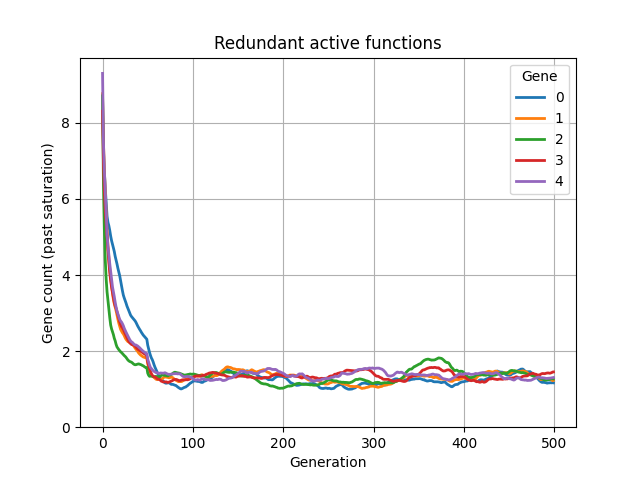 Redundant active functions
Gene count (past saturation)
8
6
4
2
0
0 100 200 300 400 500
Generation
Gene
0
1
2
3
4